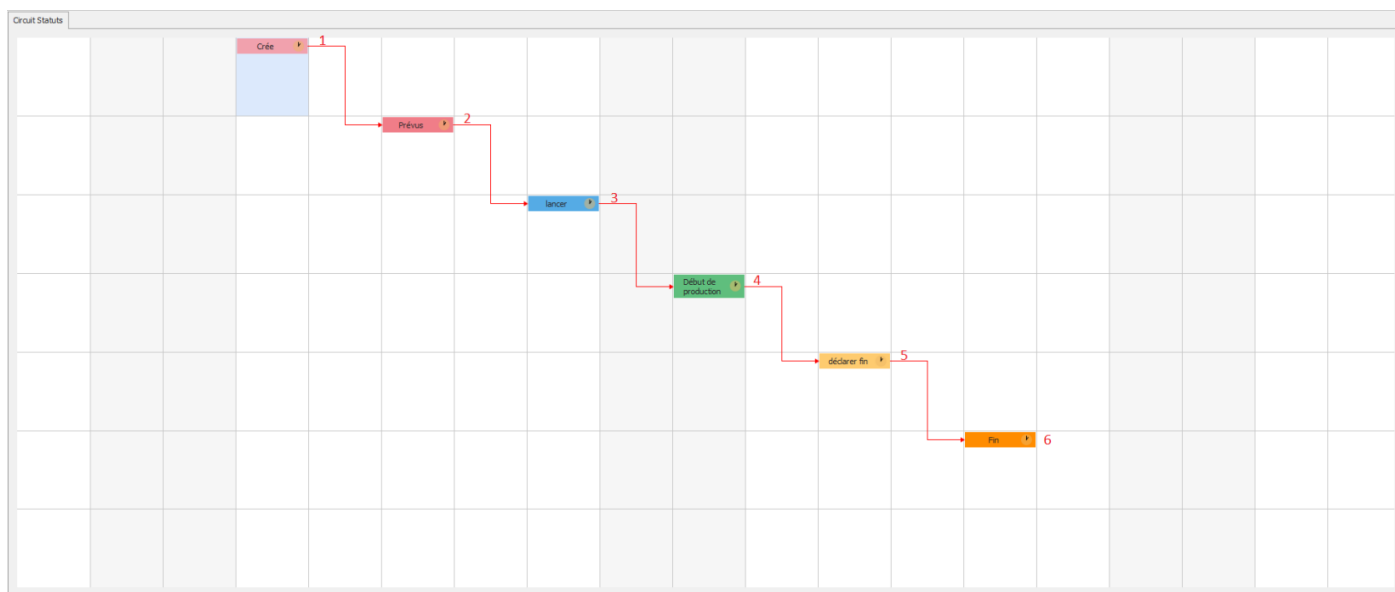 Circuit Statuts
Crée
1
Prévus
2
lancer
3
Début de
production
4
déclarer fin
5
Fin
6